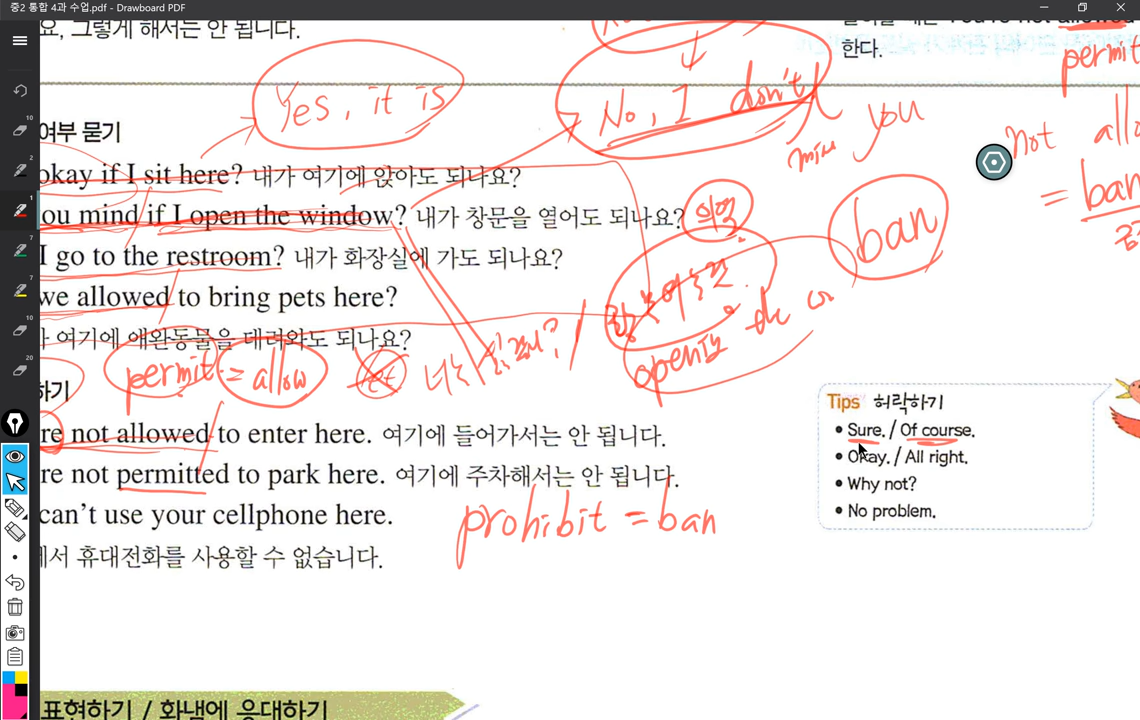 중2 통합 4과 수업.pdf - Drawboard PDF
요, 그렇게 해서는 안 됩니다.
한다.
permit
Yes, it is
No, I don't
mind you
not allo
= ban
여부 묻기
okay if I sit here? 내가 여기에 앉아도 되나요?
ou mind if I open the window? 내가 창문을 열어도 되나요?
의역
ban
I go to the restroom? 내가 화장실에 가도 되나요?
we allowed to bring pets here?
여기에 애완동물을 데려와도 되나요?
permit = allow
하기
re not allowed to enter here. 여기에 들어가서는 안 됩니다.
re not permitted to park here. 여기에 주차해서는 안 됩니다.
can't use your cellphone here.
prohibit = ban
에서 휴대전화를 사용할 수 없습니다.
Tips 허락하기
• Sure. / Of course.
• Okay. / All right.
• Why not?
• No problem.
표현하기 / 화냄에 응대하기